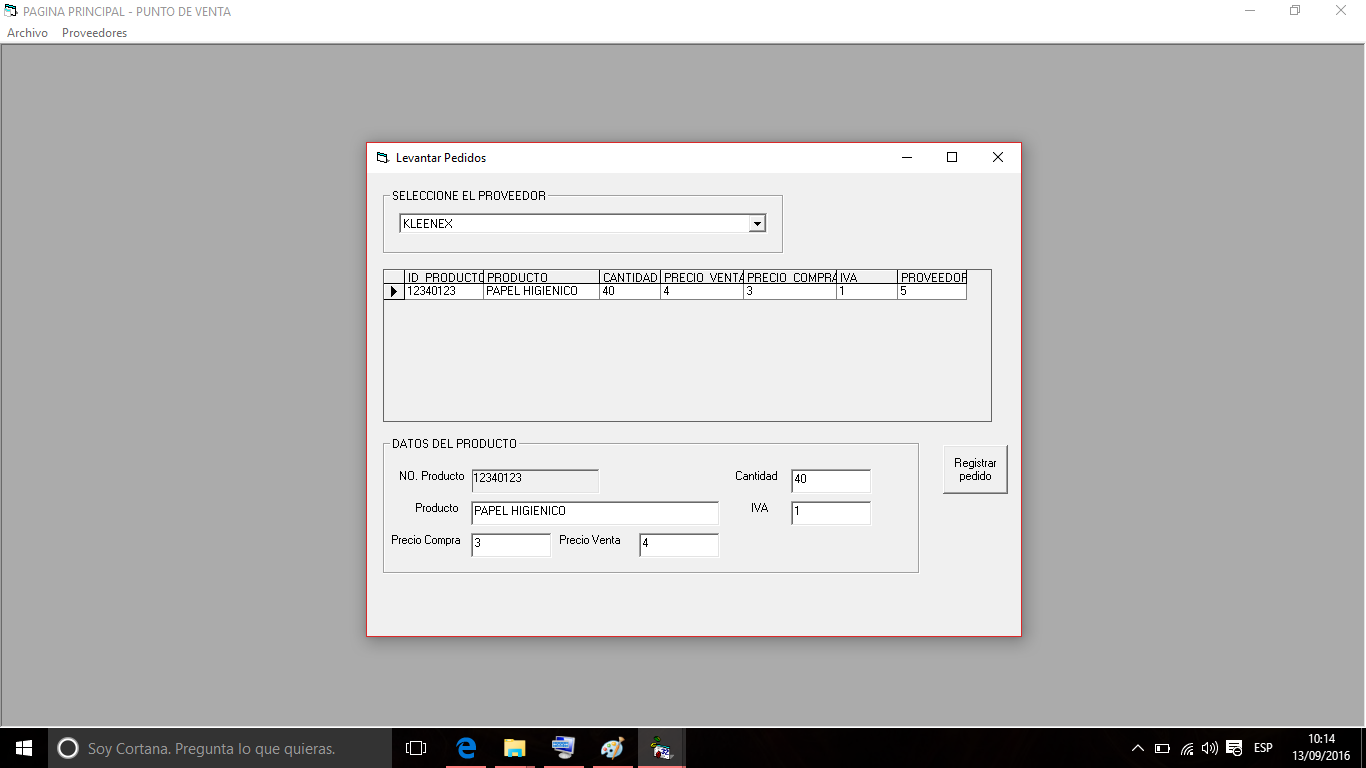 PAGINA PRINCIPAL - PUNTO DE VENTA
Archivo Proveedores
Levantar Pedidos
SELECCIONE EL PROVEEDOR
KLEENEX
ID_PRODUCTO PRODUCTO CANTIDAD PRECIO_VENTA PRECIO_COMPRA IVA PROVEEDOR
12340123 PAPEL HIGIENICO 40 4 3 1 5
DATOS DEL PRODUCTO
NO. Producto 12340123 Cantidad 40
Producto PAPEL HIGIENICO IVA 1
Precio Compra 3 Precio Venta 4
Registrar
pedido
Soy Cortana. Pregunta lo que quieras.
ESP
10:14
13/09/2016